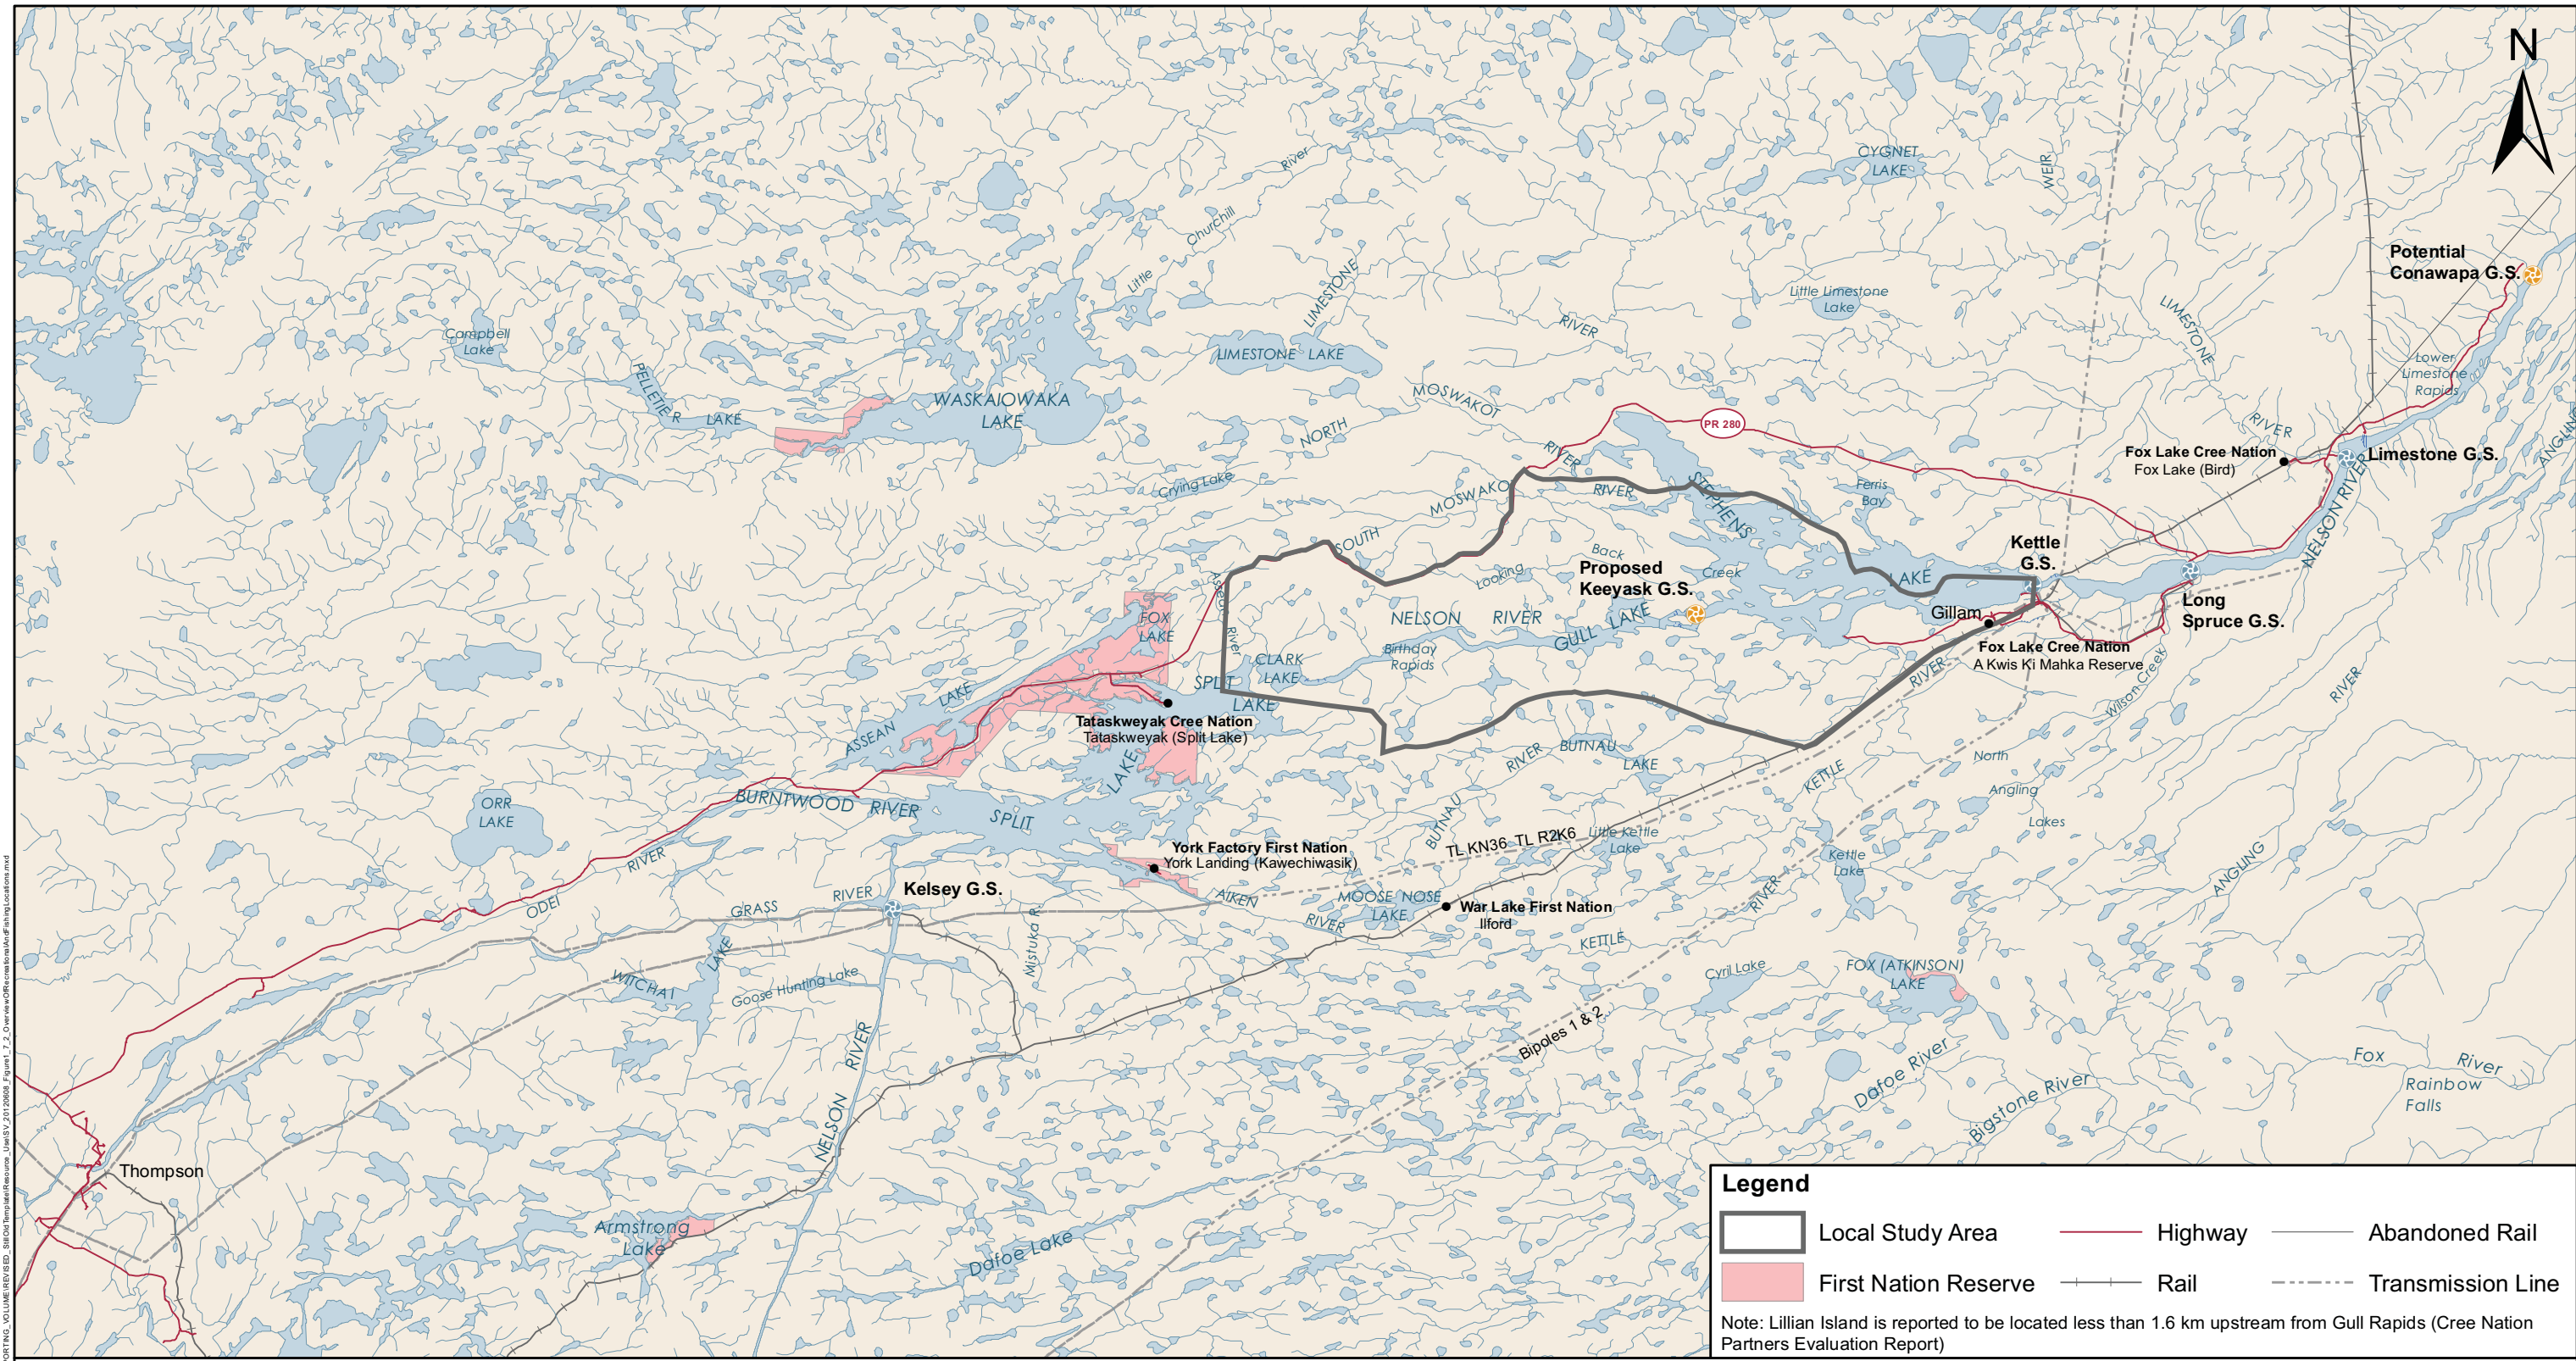 N
CYGNET
LAKE
WEIR
River
Churchill
Little
LIMESTONE
Potential
Conawapa G.S.
Little Limestone
Lake
LIMESTONE
RIVER
Campbell
Lake
LIMESTONE LAKE
Lower
Limestone
Rapids
PELLETIER
LAKE
WASKAIOWAKA
LAKE
MOSWAKOT
RIVER
NORTH
PR 280
RIVER
ANGLING
Fox Lake Cree Nation
Fox Lake (Bird)
Limestone G.S.
Crying Lake
MOSWAKO
RIVER
STEPHENS
Ferris
Bay
NELSON RIVER
SOUTH
Back
Looking
Creek
Proposed
Keeyask G.S.
Kettle
G.S.
LAKE
Assean
River
FOX
LAKE
NELSON RIVER
GULL LAKE
Gillam
Long
Spruce G.S.
CLARK
LAKE
Birthday
Rapids
Fox Lake Cree Nation
A Kwis Ki Mahka Reserve
RIVER
Wilson Creek
RIVER
SPLIT
LAKE
ASSEAN
LAKE
Tataskweyak Cree Nation
Tataskweyak (Split Lake)
LAKE
RIVER
BUTNAU
LAKE
North
Angling
Lakes
KETTLE
BURNTWOOD RIVER
SPLIT
ORR
LAKE
BUTNAU
TL KN36 TL R2K6
Little Kettle
Lake
RIVER
York Factory First Nation
York Landing (Kawechiwasik)
Kettle
Lake
ANGLING
Kelsey G.S.
ODEI
GRASS
RIVER
AIKEN
RIVER
MOOSE NOSE
LAKE
War Lake First Nation
Ilford
RIVER
KETTLE
Mistuka R.
WITCHAI
LAKE
Goose Hunting Lake
Cyril Lake
FOX (ATKINSON)
LAKE
Bipoles 1 & 2
NELSON
RIVER
Dafoe River
Bigstone River
Fox
River
Rainbow
Falls
Thompson
Armstrong
Lake
Dafoe Lake
Legend
Local Study Area
Highway
Abandoned Rail
First Nation Reserve
Rail
Transmission Line
Note: Lillian Island is reported to be located less than 1.6 km upstream from Gull Rapids (Cree Nation
Partners Evaluation Report)